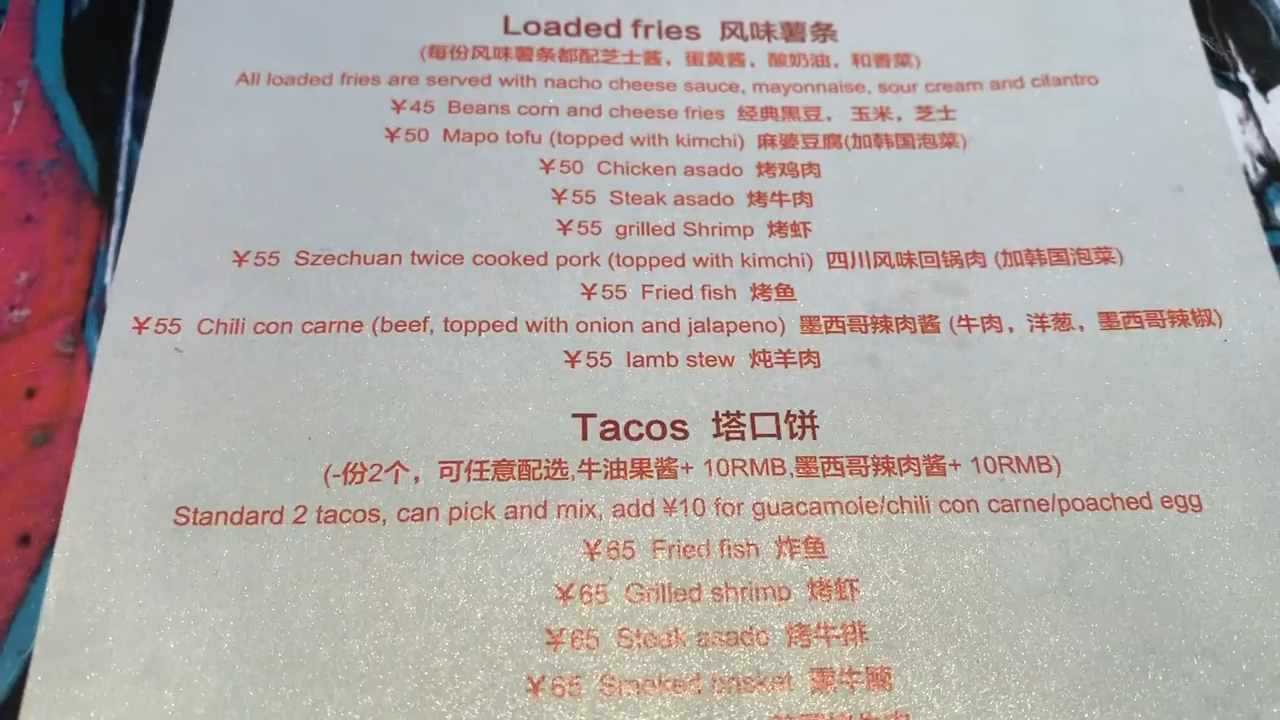 Loaded fries 风味薯条
(每份风味薯条都配芝士酱，蛋黄酱，酸奶油，和香菜)
All loaded fries are served with nacho cheese sauce, mayonnaise, sour cream and cilantro
￥45 Beans corn and cheese fries 经典黑豆，玉米，芝士
￥50 Mapo tofu (topped with kimchi) 麻婆豆腐(加韩国泡菜)
￥50 Chicken asado 烤鸡肉
￥55 Steak asado 烤牛肉
￥55 grilled Shrimp 烤虾
￥55 Szechuan twice cooked pork (topped with kimchi) 四川风味回锅肉 (加韩国泡菜)
￥55 Fried fish 烤鱼
￥55 Chili con carne (beef, topped with onion and jalapeno) 墨西哥辣肉酱 (牛肉，洋葱，墨西哥辣椒)
￥55 lamb stew 炖羊肉
Tacos 塔口饼
(-份2个，可任意配选,牛油果酱+ 10RMB,墨西哥辣肉酱+ 10RMB)
Standard 2 tacos, can pick and mix, add ¥10 for guacamole/chili con carne/poached egg
￥65 Fried fish 炸鱼
￥65 Grilled shrimp 烤虾
￥65 Steak asado 烤牛排
￥65 Smoked brisket 熏牛腩